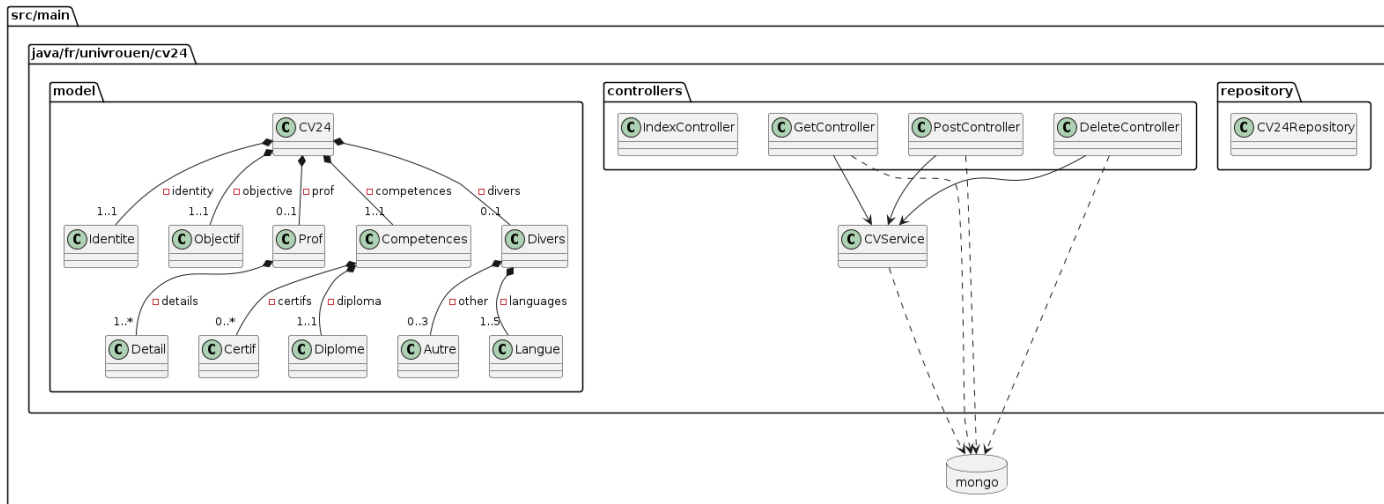 src/main
java/fr/univrouen/cv24
model
controllers
repository
C CV24
C IndexController
C GetController
C PostController
C DeleteController
C CV24Repository
identity
objective
prof
competences
divers
1..1
1..1
0..1
1..1
0..1
C Identite
C Objectif
C Prof
C Competences
C Divers
C CVService
details
certifs
diploma
other
languages
1..*
0..*
1..1
0..3
1..5
C Detail
C Certif
C Diplome
C Autre
C Langue
mongo